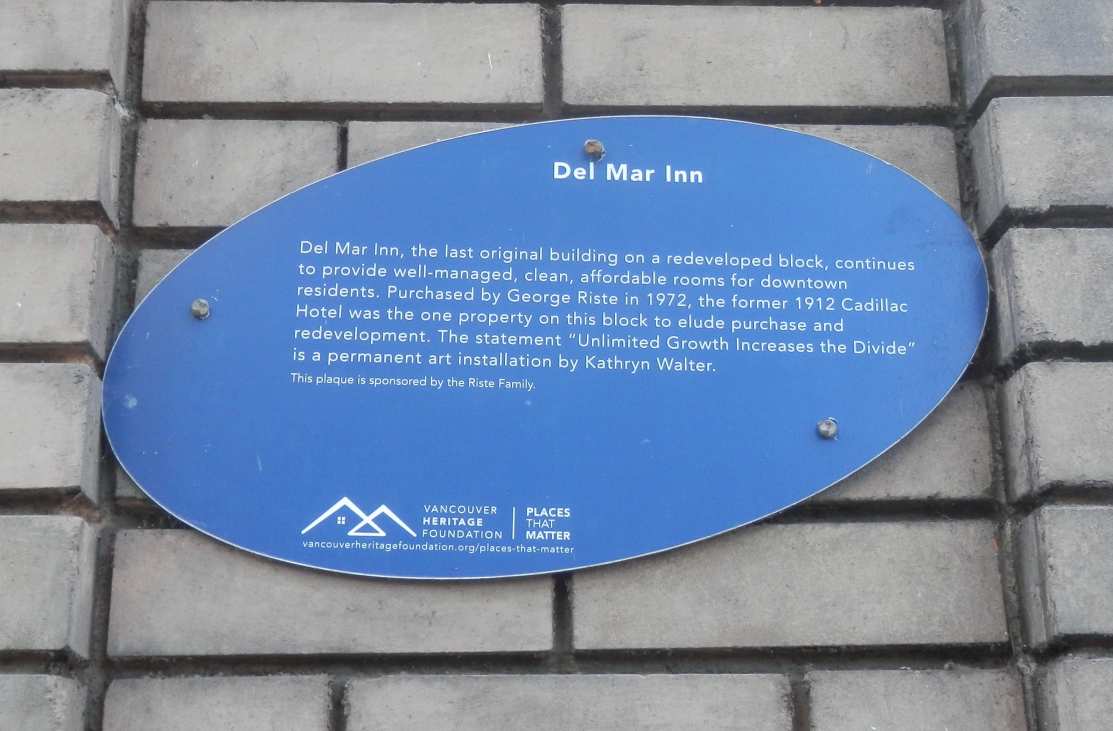 Del Mar Inn
Del Mar Inn, the last original building on a redeveloped block, continues
to provide well-managed, clean, affordable rooms for downtown
residents. Purchased by George Riste in 1972, the former 1912 Cadillac
Hotel was the one property on this block to elude purchase and
redevelopment. The statement “Unlimited Growth Increases the Divide”
is a permanent art installation by Kathryn Walter.
This plaque is sponsored by the Riste Family.
VANCOUVER
HERITAGE
FOUNDATION
PLACES
THAT
MATTER
vancouverheritagefoundation.org/places-that-matter